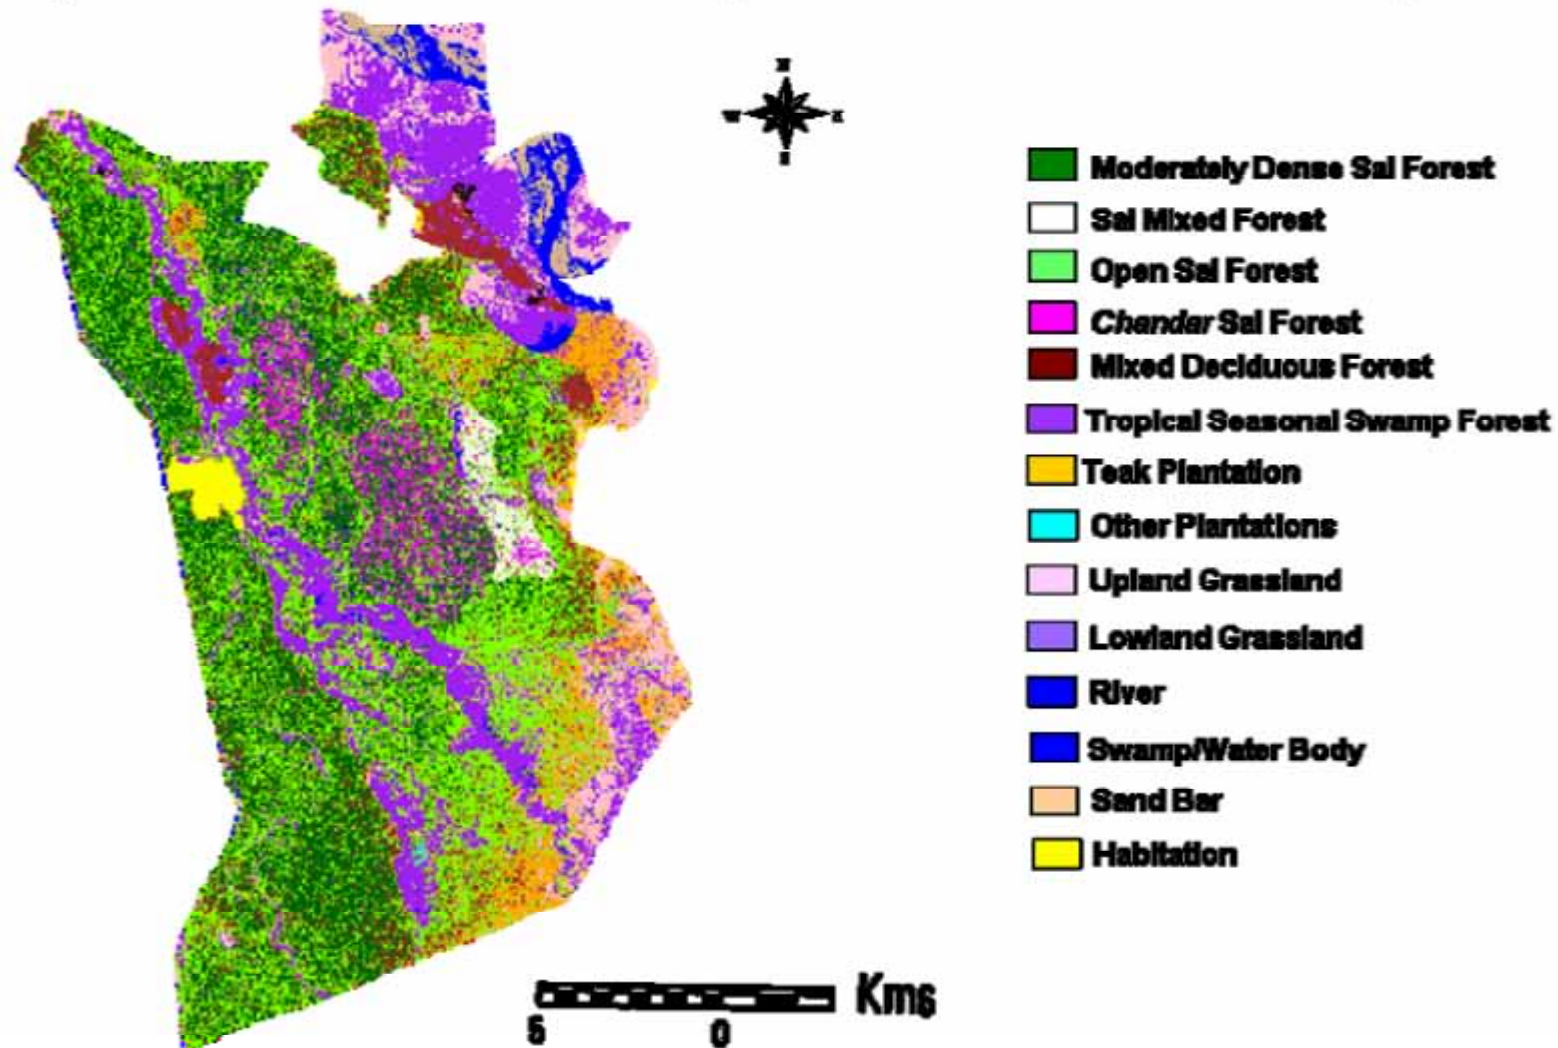 N
W E
S
Moderately Dense Sal Forest
Sal Mixed Forest
Open Sal Forest
Chandar Sal Forest
Mixed Deciduous Forest
Tropical Seasonal Swamp Forest
Teak Plantation
Other Plantations
Upland Grassland
Lowland Grassland
River
Swamp/Water Body
Sand Bar
Habitation
Kms
5 0